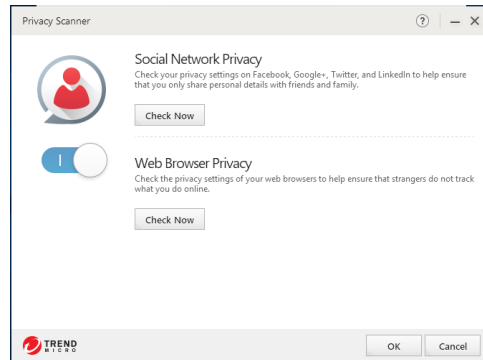 Privacy Scanner
?
Social Network Privacy
Check your privacy settings on Facebook, Google+, Twitter, and LinkedIn to help ensure
that you only share personal details with friends and family.
Check Now
Web Browser Privacy
Check the privacy settings of your web browsers to help ensure that strangers do not track
what you do online.
Check Now
TREND
MICRO
OK
Cancel